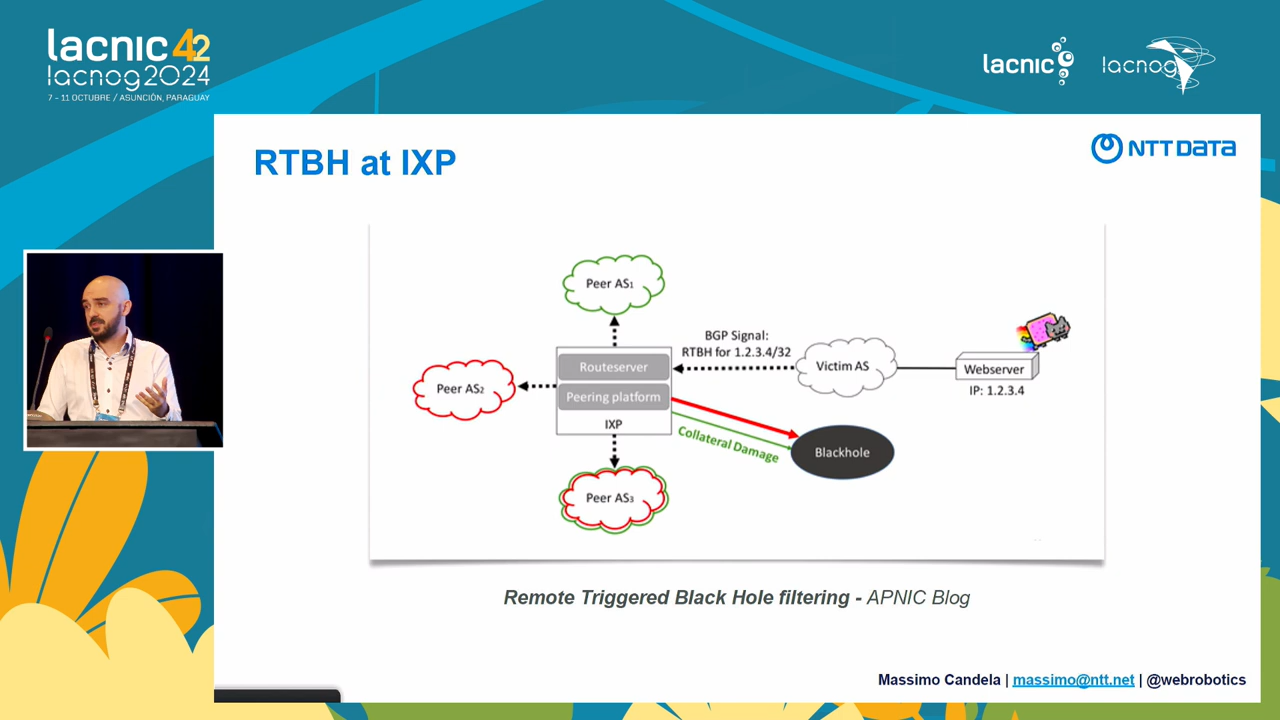 lacnic 42
lacnog2024
7 - 11 OCTUBRE / ASUNCIÓN, PARAGUAY
lacnic
lacnog
RTBH at IXP
NTT DATA
Peer AS1
BGP Signal:
RTBH for 1.2.3.4/32
Routeserver
Victim AS
Webserver
Peer AS2
IP: 1.2.3.4
Peering platform
IXP
Collateral Damage
Blackhole
Peer AS3
Remote Triggered Black Hole filtering - APNIC Blog
Massimo Candela | massimo@ntt.net | @webrobotics